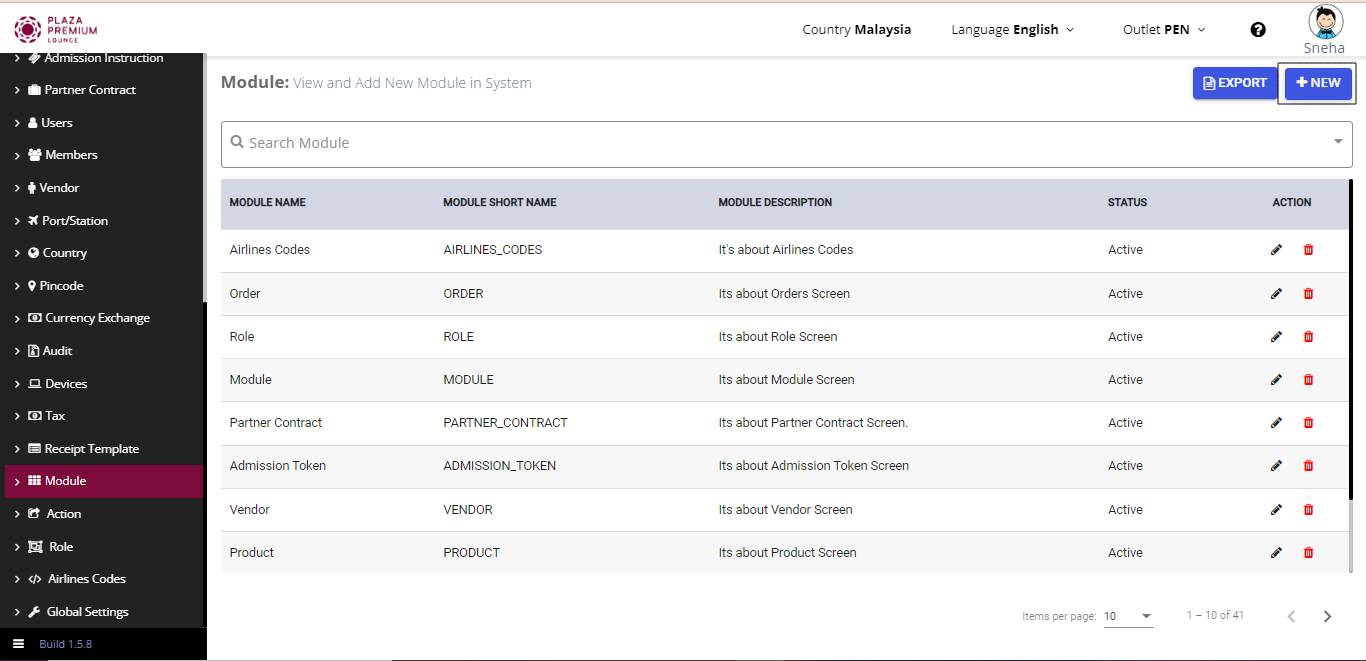 PLAZA
PREMIUM
LOUNGE
Country Malaysia
Language English
Outlet PEN
Sneha
Admission Instruction
Partner Contract
Users
Members
Vendor
Port/Station
Country
Pincode
Currency Exchange
Audit
Devices
Tax
Receipt Template
Module
Action
Role
Airlines Codes
Global Settings
Build 1.5.8
Module: View and Add New Module in System
EXPORT
+ NEW
Search Module
MODULE NAME MODULE SHORT NAME MODULE DESCRIPTION STATUS ACTION
Airlines Codes AIRLINES_CODES It's about Airlines Codes Active
Order ORDER Its about Orders Screen Active
Role ROLE Its about Role Screen Active
Module MODULE Its about Module Screen Active
Partner Contract PARTNER_CONTRACT Its about Partner Contract Screen. Active
Admission Token ADMISSION_TOKEN Its about Admission Token Screen Active
Vendor VENDOR Its about Vendor Screen Active
Product PRODUCT Its about Product Screen Active
Items per page: 10 1 – 10 of 41